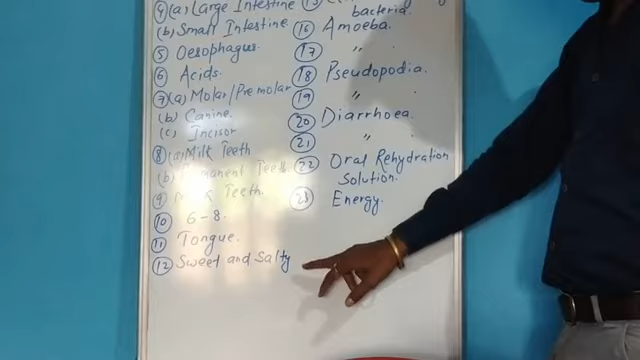 4 (a) Large Intestine
(b) Small Intestine
5 Oesophagus.
6 Acids.
7 (a) Molar/Pre molar
(b) Canine.
(c) Incisor
8 (a) Milk Teeth
(b) Permanent Teeth.
9 Milk Teeth.
10 6-8.
11 Tongue.
12 Sweet and Salty
15
bacteria.
16 Amoeba.
17 " .
18 Pseudopodia.
19 " .
20 Diarrhoea.
21 " .
22 Oral Rehydration
Solution.
23 Energy.